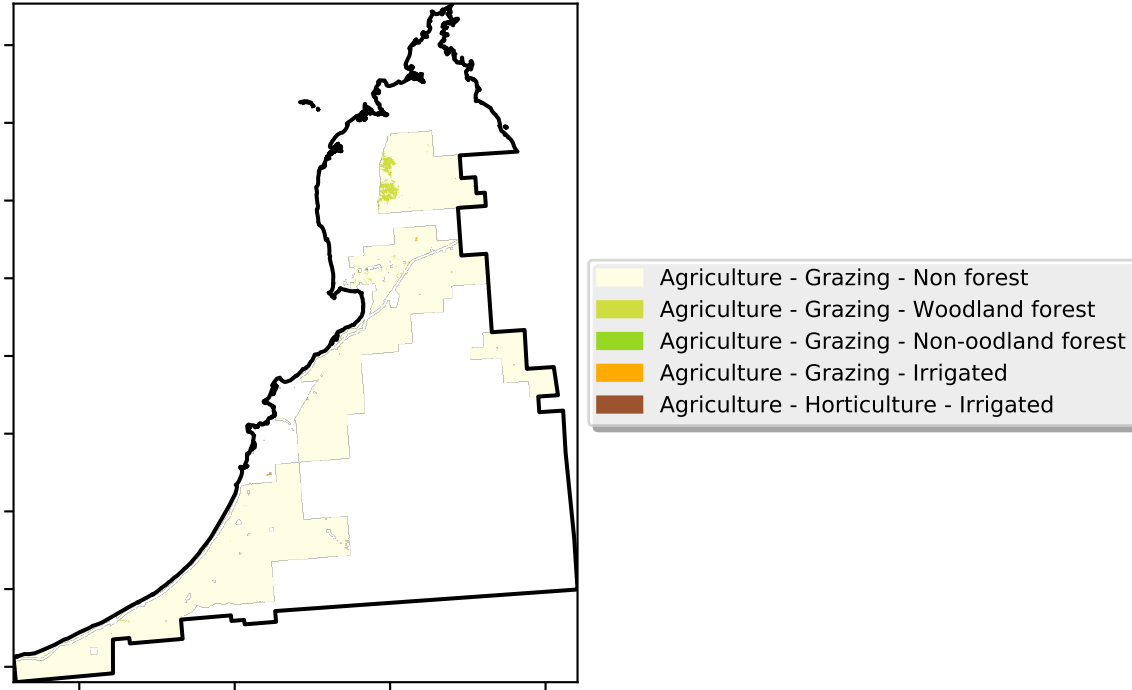 Agriculture - Grazing - Non forest
Agriculture - Grazing - Woodland forest
Agriculture - Grazing - Non-oodland forest
Agriculture - Grazing - Irrigated
Agriculture - Horticulture - Irrigated